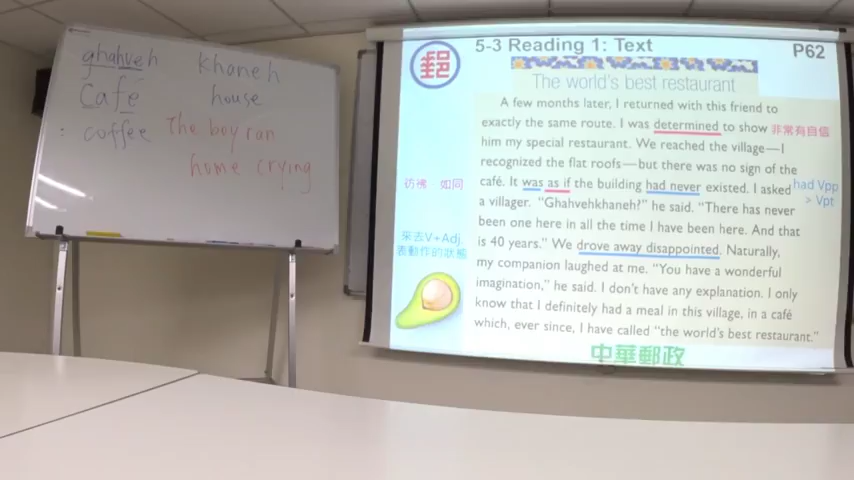 ghahveh
khaneh
Café
house
: coffee
The boy ran
home crying
郵
5-3 Reading 1: Text
P62
The world's best restaurant
A few months later, I returned with this friend to
exactly the same route. I was determined to show
非常有自信
him my special restaurant. We reached the village—I
recognized the flat roofs—but there was no sign of the
彷彿 如同
café. It was as if the building had never existed. I asked
had Vpp
> Vpt
a villager. "Ghahvehkhaneh?" he said. "There has never
been one here in all the time I have been here. And that
來去V+Adj.
表動作的狀態
is 40 years." We drove away disappointed. Naturally,
my companion laughed at me. "You have a wonderful
imagination," he said. I don't have any explanation. I only
know that I definitely had a meal in this village, in a café
which, ever since, I have called "the world's best restaurant."
中華郵政